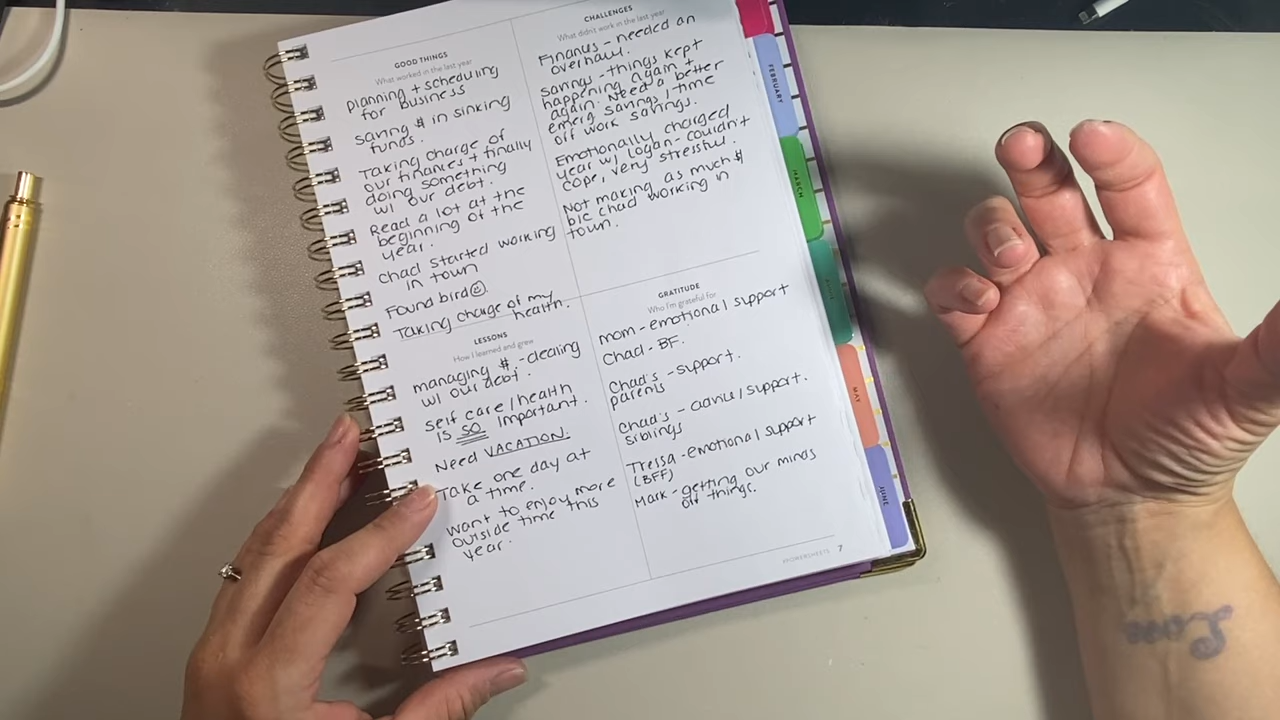 GOOD THINGS
What worked in the last year
planning + scheduling
for business
saving $ in sinking
funds.
Taking charge of
our finances + finally
doing something
w/ our debt.
Read a lot at the
beginning of the
year.
chad started working
in town
Found bird
Taking charge of my
health.
CHALLENGES
What didn't work in the last year
Finances - needed an
overhaul.
savings - things kept
happening again +
again. Need a better
emerg savings / time
off work savings.
Emotionally charged
year w/ Logan - couldn't
cope, very stressful.
Not making as much $
b/c chad working in
town.
LESSONS
How I learned and grew
managing $ - dealing
w/ our debt.
self care / health
is SO important.
Need VACATION.
Take one day at
a time.
want to enjoy more
outside time this
year.
GRATITUDE
Who I'm grateful for
mom - emotional support
Chad - BF.
Chad's - support.
parents
Chad's - advice / support.
siblings
Tressa - emotional support
(BFF)
Mark - getting our minds
off things.
#POWERSHEETS 7
FEBRUARY
MARCH
APRIL
MAY
JUNE
Love